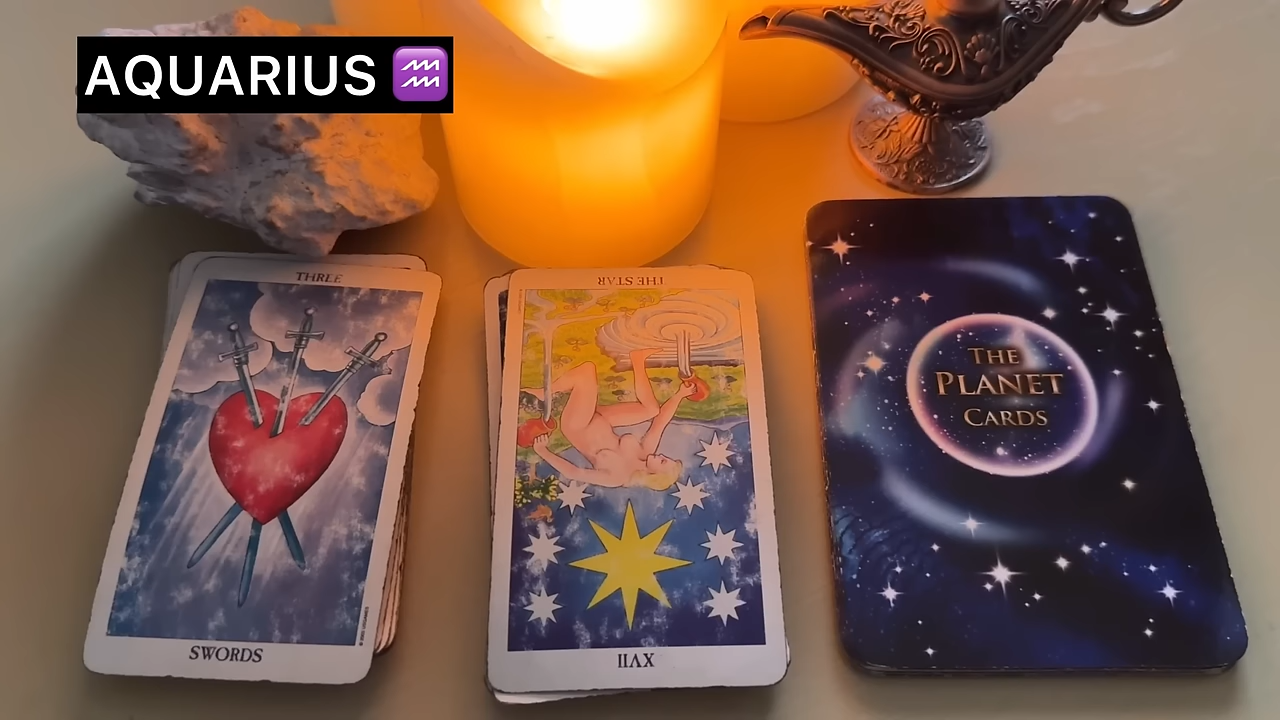 AQUARIUS ♒
THREE
SWORDS
THE STAR
XVII
THE
PLANET
CARDS